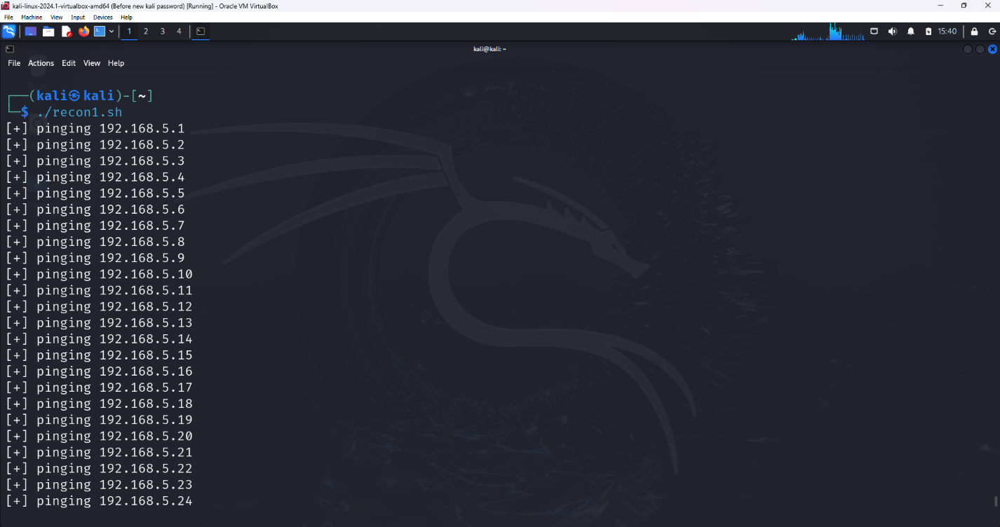 kali-linux-2024.1-virtualbox-amd64 (Before new kali password) [Running] - Oracle VM VirtualBox
File Machine View Input Devices Help
1 2 3 4 15:40
kali@kali: ~
File Actions Edit View Help
┌──(kali㉿kali)-[~]
└─$ ./recon1.sh
[+] pinging 192.168.5.1
[+] pinging 192.168.5.2
[+] pinging 192.168.5.3
[+] pinging 192.168.5.4
[+] pinging 192.168.5.5
[+] pinging 192.168.5.6
[+] pinging 192.168.5.7
[+] pinging 192.168.5.8
[+] pinging 192.168.5.9
[+] pinging 192.168.5.10
[+] pinging 192.168.5.11
[+] pinging 192.168.5.12
[+] pinging 192.168.5.13
[+] pinging 192.168.5.14
[+] pinging 192.168.5.15
[+] pinging 192.168.5.16
[+] pinging 192.168.5.17
[+] pinging 192.168.5.18
[+] pinging 192.168.5.19
[+] pinging 192.168.5.20
[+] pinging 192.168.5.21
[+] pinging 192.168.5.22
[+] pinging 192.168.5.23
[+] pinging 192.168.5.24